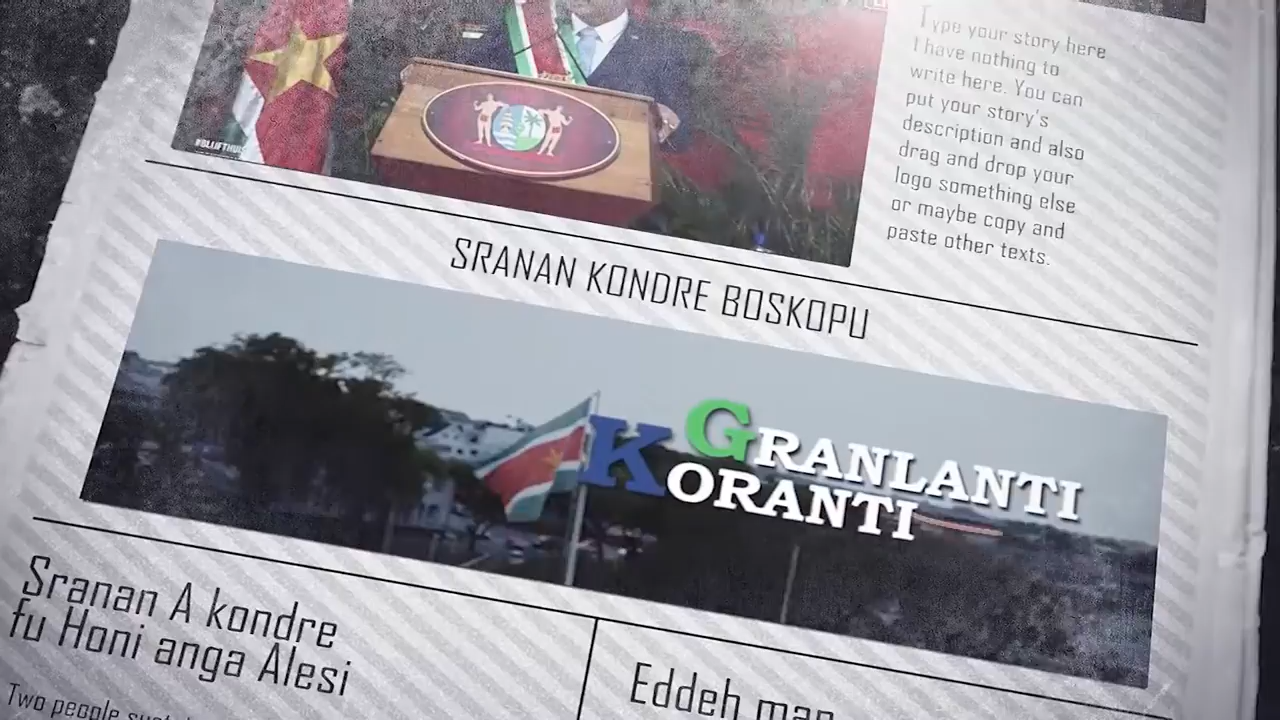 #BLIJFTHUIS
Type your story here
I have nothing to
write here. You can
put your story's
description and also
drag and drop your
logo something else
or maybe copy and
paste other texts.
SRANAN KONDRE BOSKOPU
GRANLANTI
KORANTI
Sranan A kondre
fu Honi anga Alesi
Two people
Eddeh man